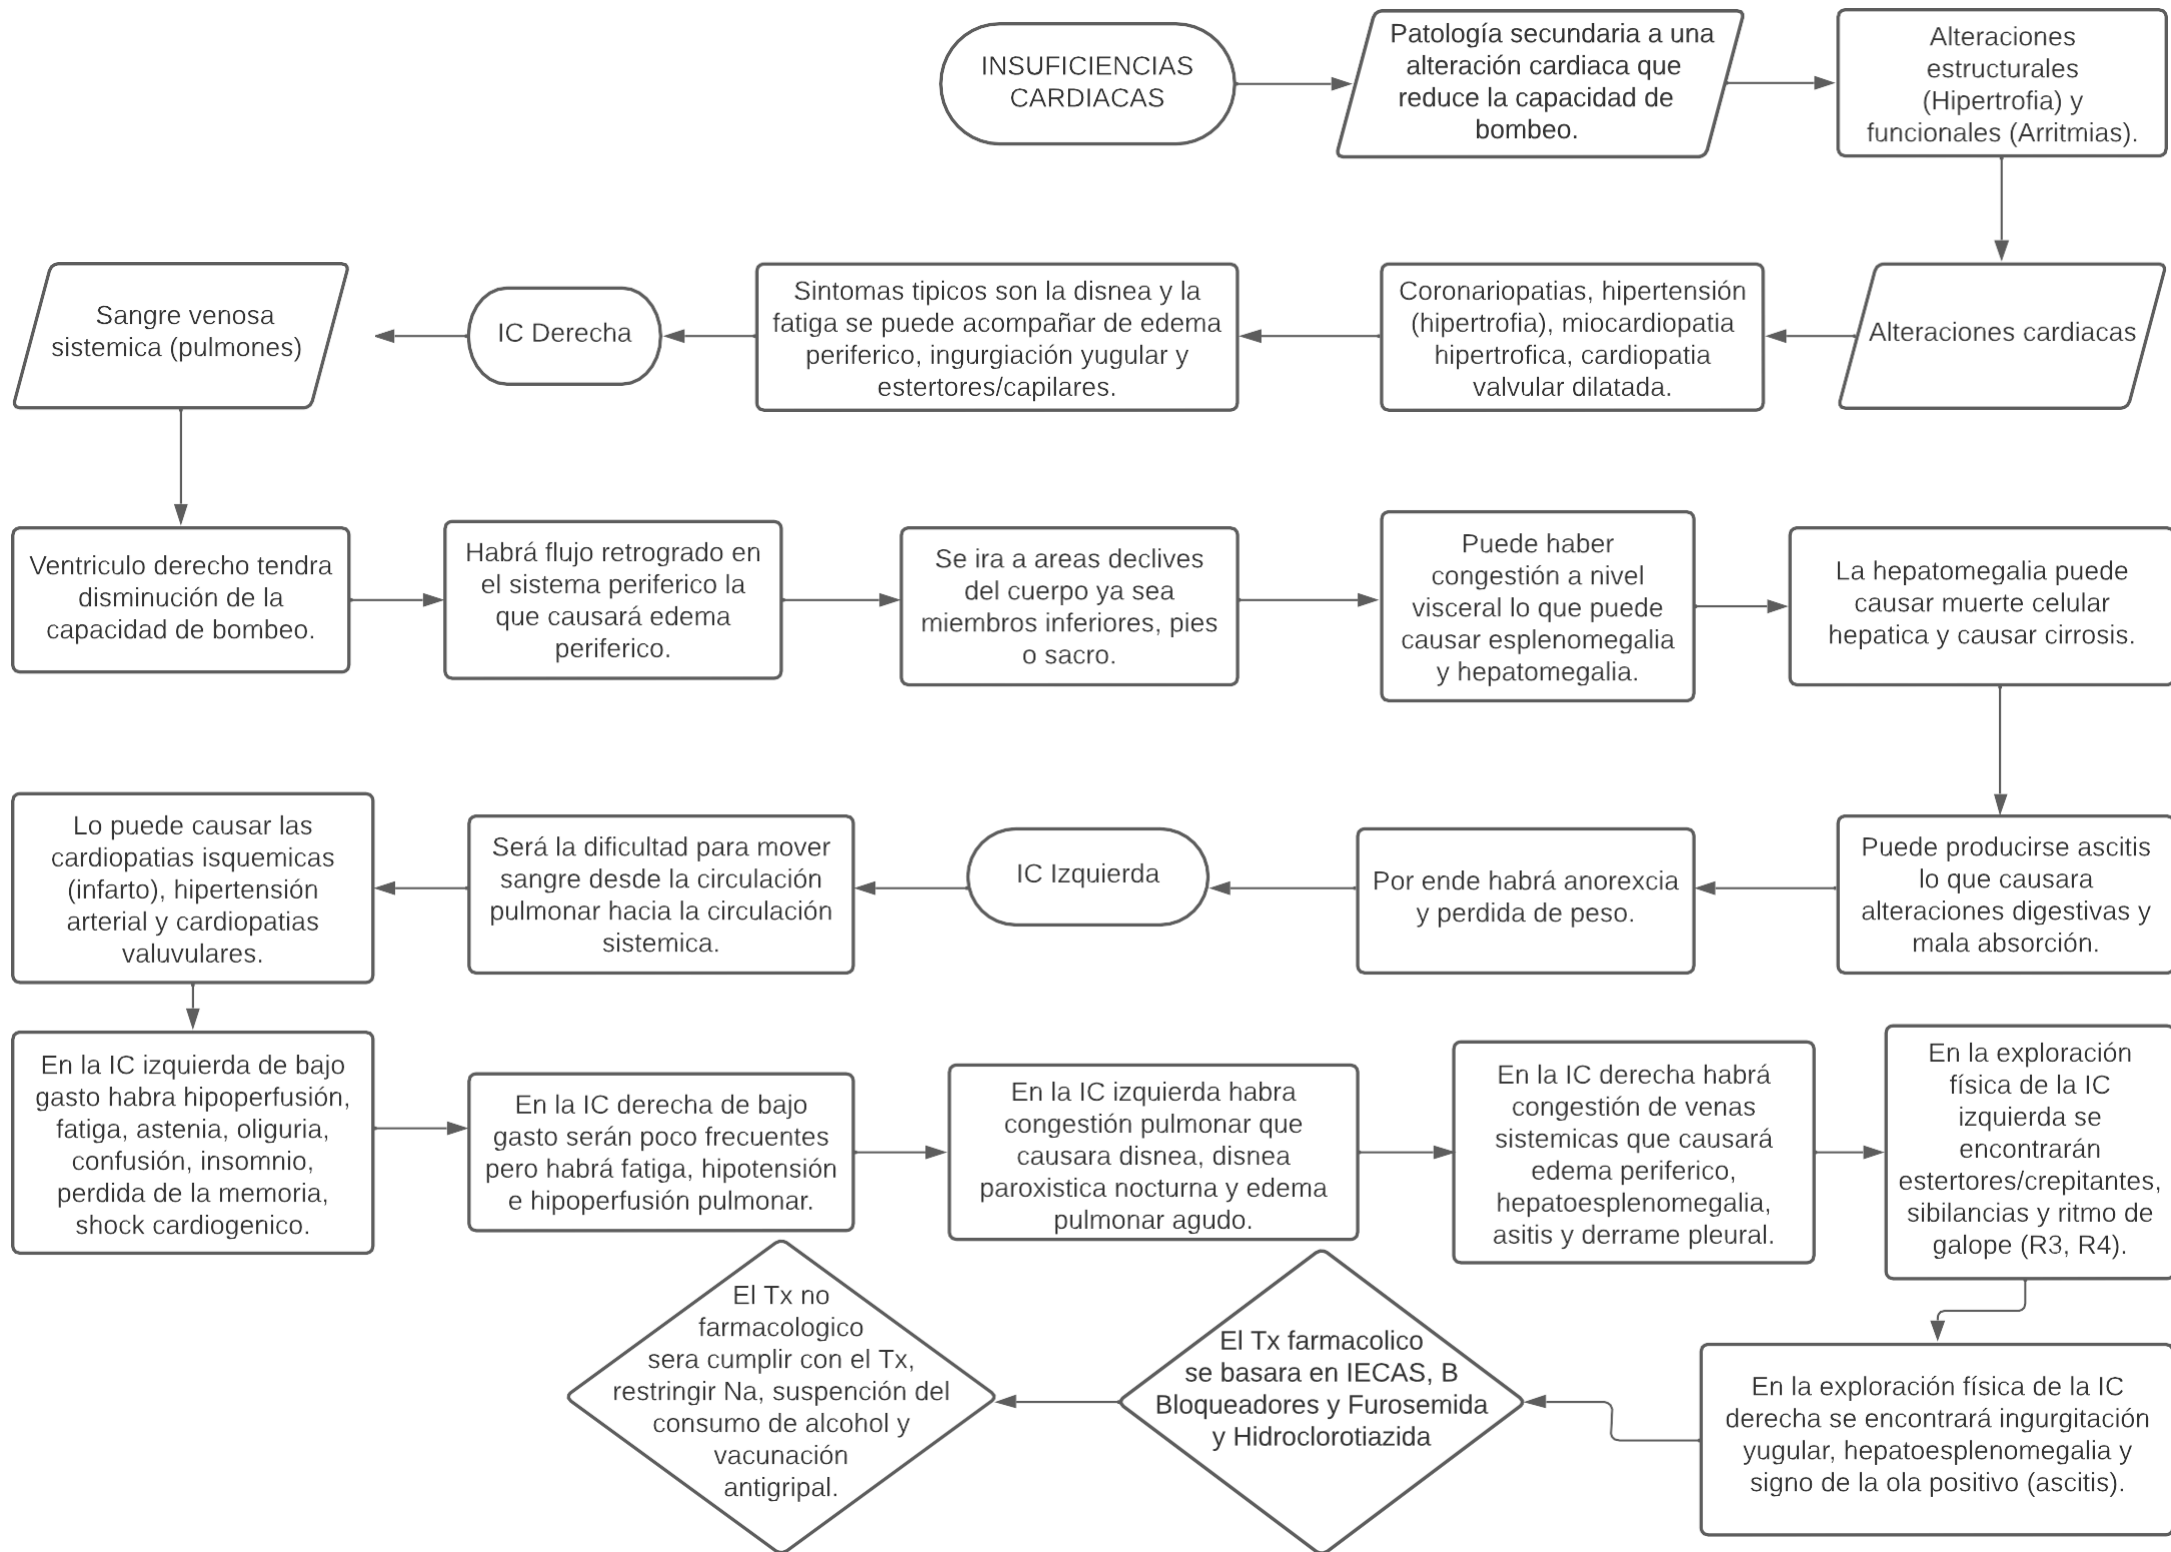 INSUFICIENCIAS
CARDIACAS
Patología secundaria a una
alteración cardiaca que
reduce la capacidad de
bombeo.
Alteraciones
estructurales
(Hipertrofia) y
funcionales (Arritmias).
Alteraciones cardiacas
Coronariopatias, hipertensión
(hipertrofia), miocardiopatia
hipertrofica, cardiopatia
valvular dilatada.
Sintomas tipicos son la disnea y la
fatiga se puede acompañar de edema
periferico, ingurgiación yugular y
estertores/capilares.
IC Derecha
Sangre venosa
sistemica (pulmones)
Ventriculo derecho tendra
disminución de la
capacidad de bombeo.
Habrá flujo retrogrado en
el sistema periferico la
que causará edema
periferico.
Se ira a areas declives
del cuerpo ya sea
miembros inferiores, pies
o sacro.
Puede haber
congestión a nivel
visceral lo que puede
causar esplenomegalia
y hepatomegalia.
La hepatomegalia puede
causar muerte celular
hepatica y causar cirrosis.
Puede producirse ascitis
lo que causara
alteraciones digestivas y
mala absorción.
Por ende habrá anorexcia
y perdida de peso.
IC Izquierda
Será la dificultad para mover
sangre desde la circulación
pulmonar hacia la circulación
sistemica.
Lo puede causar las
cardiopatias isquemicas
(infarto), hipertensión
arterial y cardiopatias
valuvulares.
En la IC izquierda de bajo
gasto habra hipoperfusión,
fatiga, astenia, oliguria,
confusión, insomnio,
perdida de la memoria,
shock cardiogenico.
En la IC derecha de bajo
gasto serán poco frecuentes
pero habrá fatiga, hipotensión
e hipoperfusión pulmonar.
En la IC izquierda habra
congestión pulmonar que
causara disnea, disnea
paroxistica nocturna y edema
pulmonar agudo.
En la IC derecha habrá
congestión de venas
sistemicas que causará
edema periferico,
hepatoesplenomegalia,
asitis y derrame pleural.
En la exploración
física de la IC
izquierda se
encontrarán
estertores/crepitantes,
sibilancias y ritmo de
galope (R3, R4).
En la exploración física de la IC
derecha se encontrará ingurgitación
yugular, hepatoesplenomegalia y
signo de la ola positivo (ascitis).
El Tx farmacolico
se basara en IECAS, B
Bloqueadores y Furosemida
y Hidroclorotiazida
El Tx no
farmacologico
sera cumplir con el Tx,
restringir Na, suspención del
consumo de alcohol y
vacunación
antigripal.